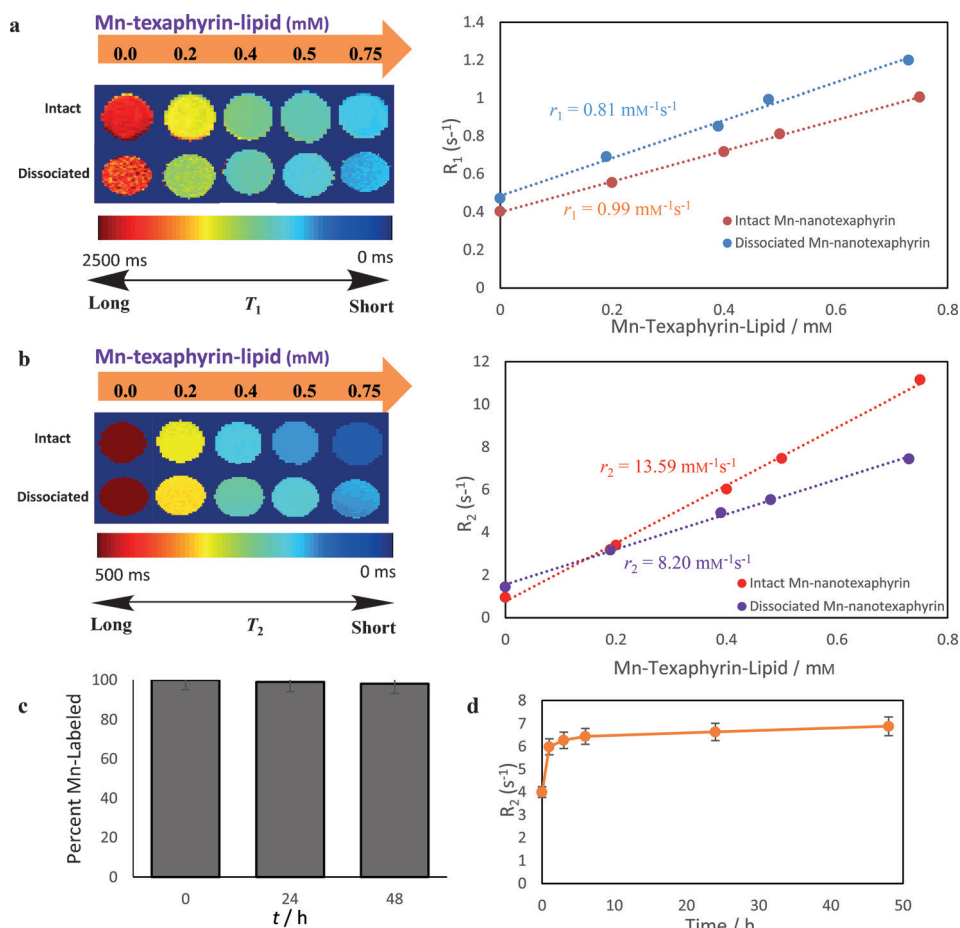 a
Mn-texaphyrin-lipid (mM)
0.0 0.2 0.4 0.5 0.75
Intact
Dissociated
2500 ms 0 ms
Long T₁ Short
1.4
1.2
1
0.8
0.6
0.4
0.2
0
R₁ (s⁻¹)
r₁ = 0.81 mM⁻¹s⁻¹
r₁ = 0.99 mM⁻¹s⁻¹
Intact Mn-nanotexaphyrin
Dissociated Mn-nanotexaphyrin
0.0 0.2 0.4 0.6 0.8
Mn-Texaphyrin-Lipid / mM
b
Mn-texaphyrin-lipid (mM)
0.0 0.2 0.4 0.5 0.75
Intact
Dissociated
500 ms 0 ms
Long T₂ Short
12
10
8
6
4
2
0
R₂ (s⁻¹)
r₂ = 13.59 mM⁻¹s⁻¹
r₂ = 8.20 mM⁻¹s⁻¹
Intact Mn-nanotexaphyrin
Dissociated Mn-nanotexaphyrin
0 0.2 0.4 0.6 0.8
Mn-Texaphyrin-Lipid / mM
c
100
80
60
40
20
0
Percent Mn-Labeled
0 24 48
t / h
d
8
7
6
5
4
3
2
1
0
R₂ (s⁻¹)
0 10 20 30 40 50
Time / h